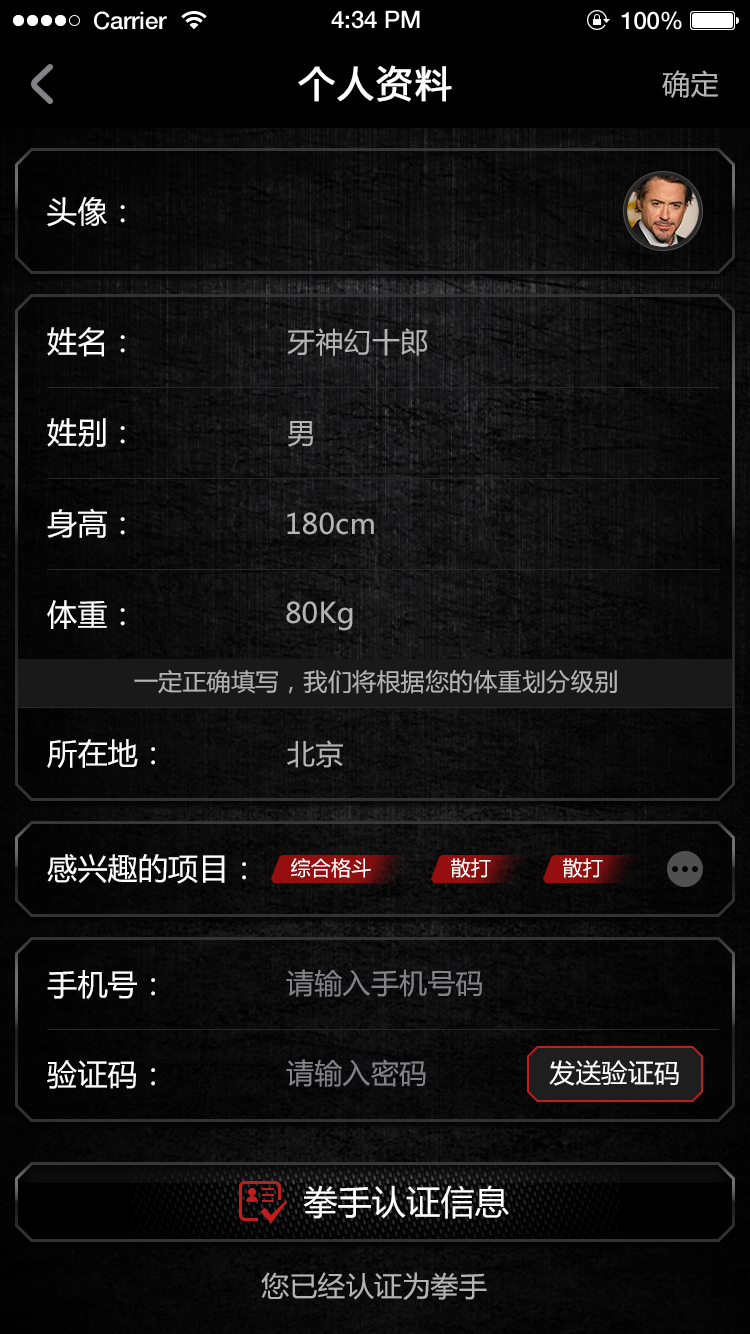 Carrier 4:34 PM 100%
个人资料 确定
头像：
姓名： 牙神幻十郎
姓别： 男
身高： 180cm
体重： 80Kg
一定正确填写，我们将根据您的体重划分级别
所在地： 北京
感兴趣的项目： 综合格斗 散打 散打
手机号： 请输入手机号码
验证码： 请输入密码 发送验证码
拳手认证信息
您已经认证为拳手